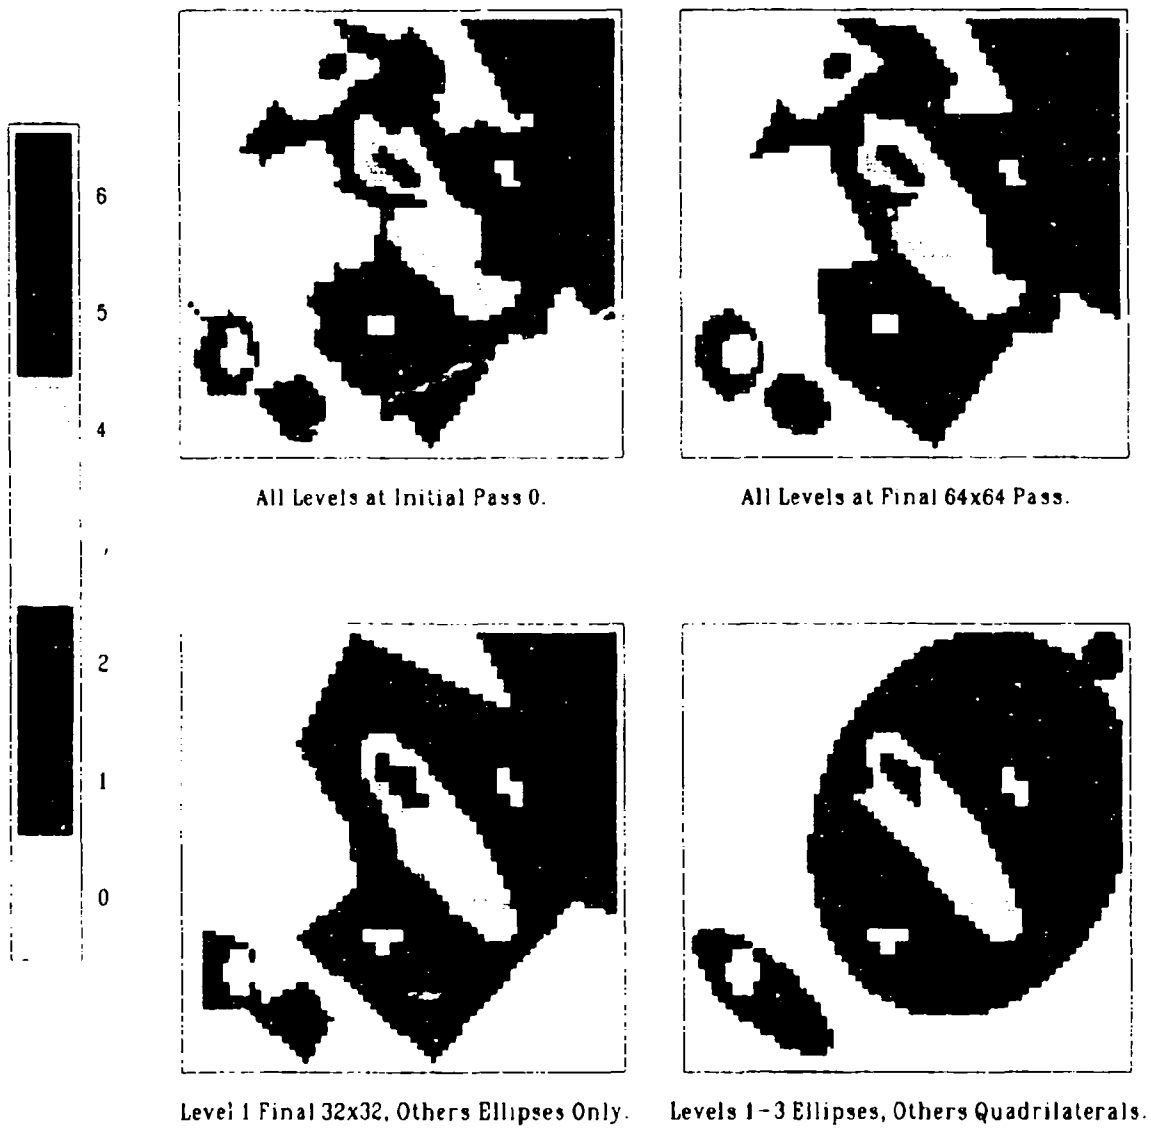 6
5
4
2
1
0
All Levels at Initial Pass 0.
All Levels at Final 64x64 Pass.
Level 1 Final 32x32, Others Ellipses Only.
Levels 1-3 Ellipses, Others Quadrilaterals.